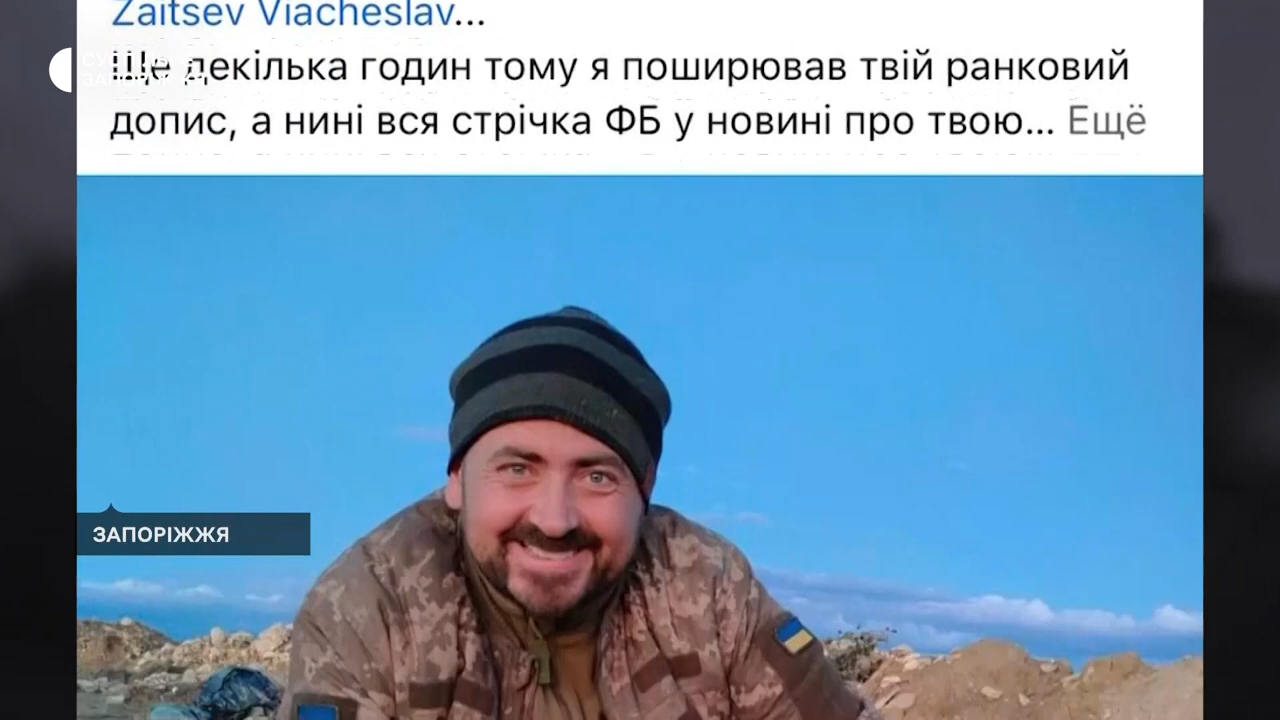 Zaitsev Viacheslav...
Ще декілька годин тому я поширював твій ранковий
допис, а нині вся стрічка ФБ у новині про твою... Ещё
ЗАПОРІЖЖЯ